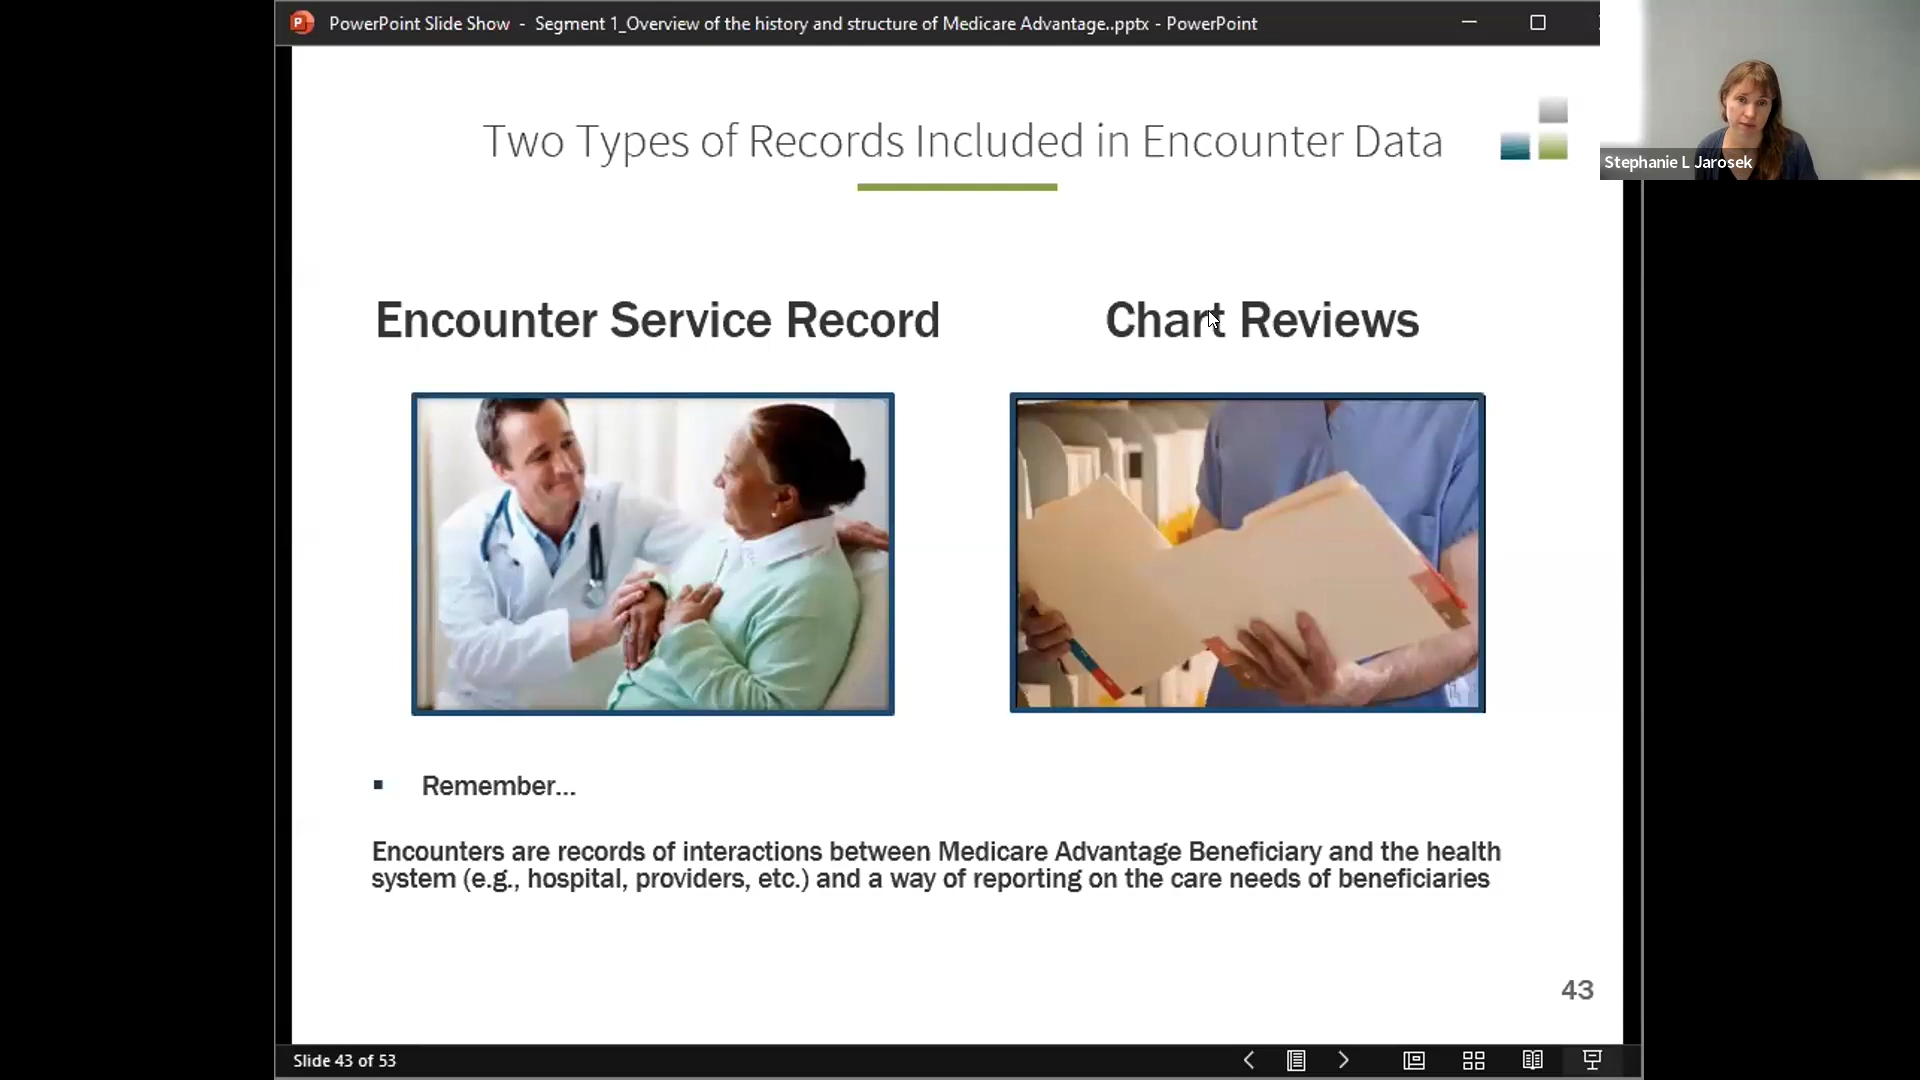 PowerPoint Slide Show - Segment 1_Overview of the history and structure of Medicare Advantage..pptx - PowerPoint
Stephanie L Jarosek
Two Types of Records Included in Encounter Data
Encounter Service Record
Chart Reviews
Remember...
Encounters are records of interactions between Medicare Advantage Beneficiary and the health
system (e.g., hospital, providers, etc.) and a way of reporting on the care needs of beneficiaries
43
Slide 43 of 53